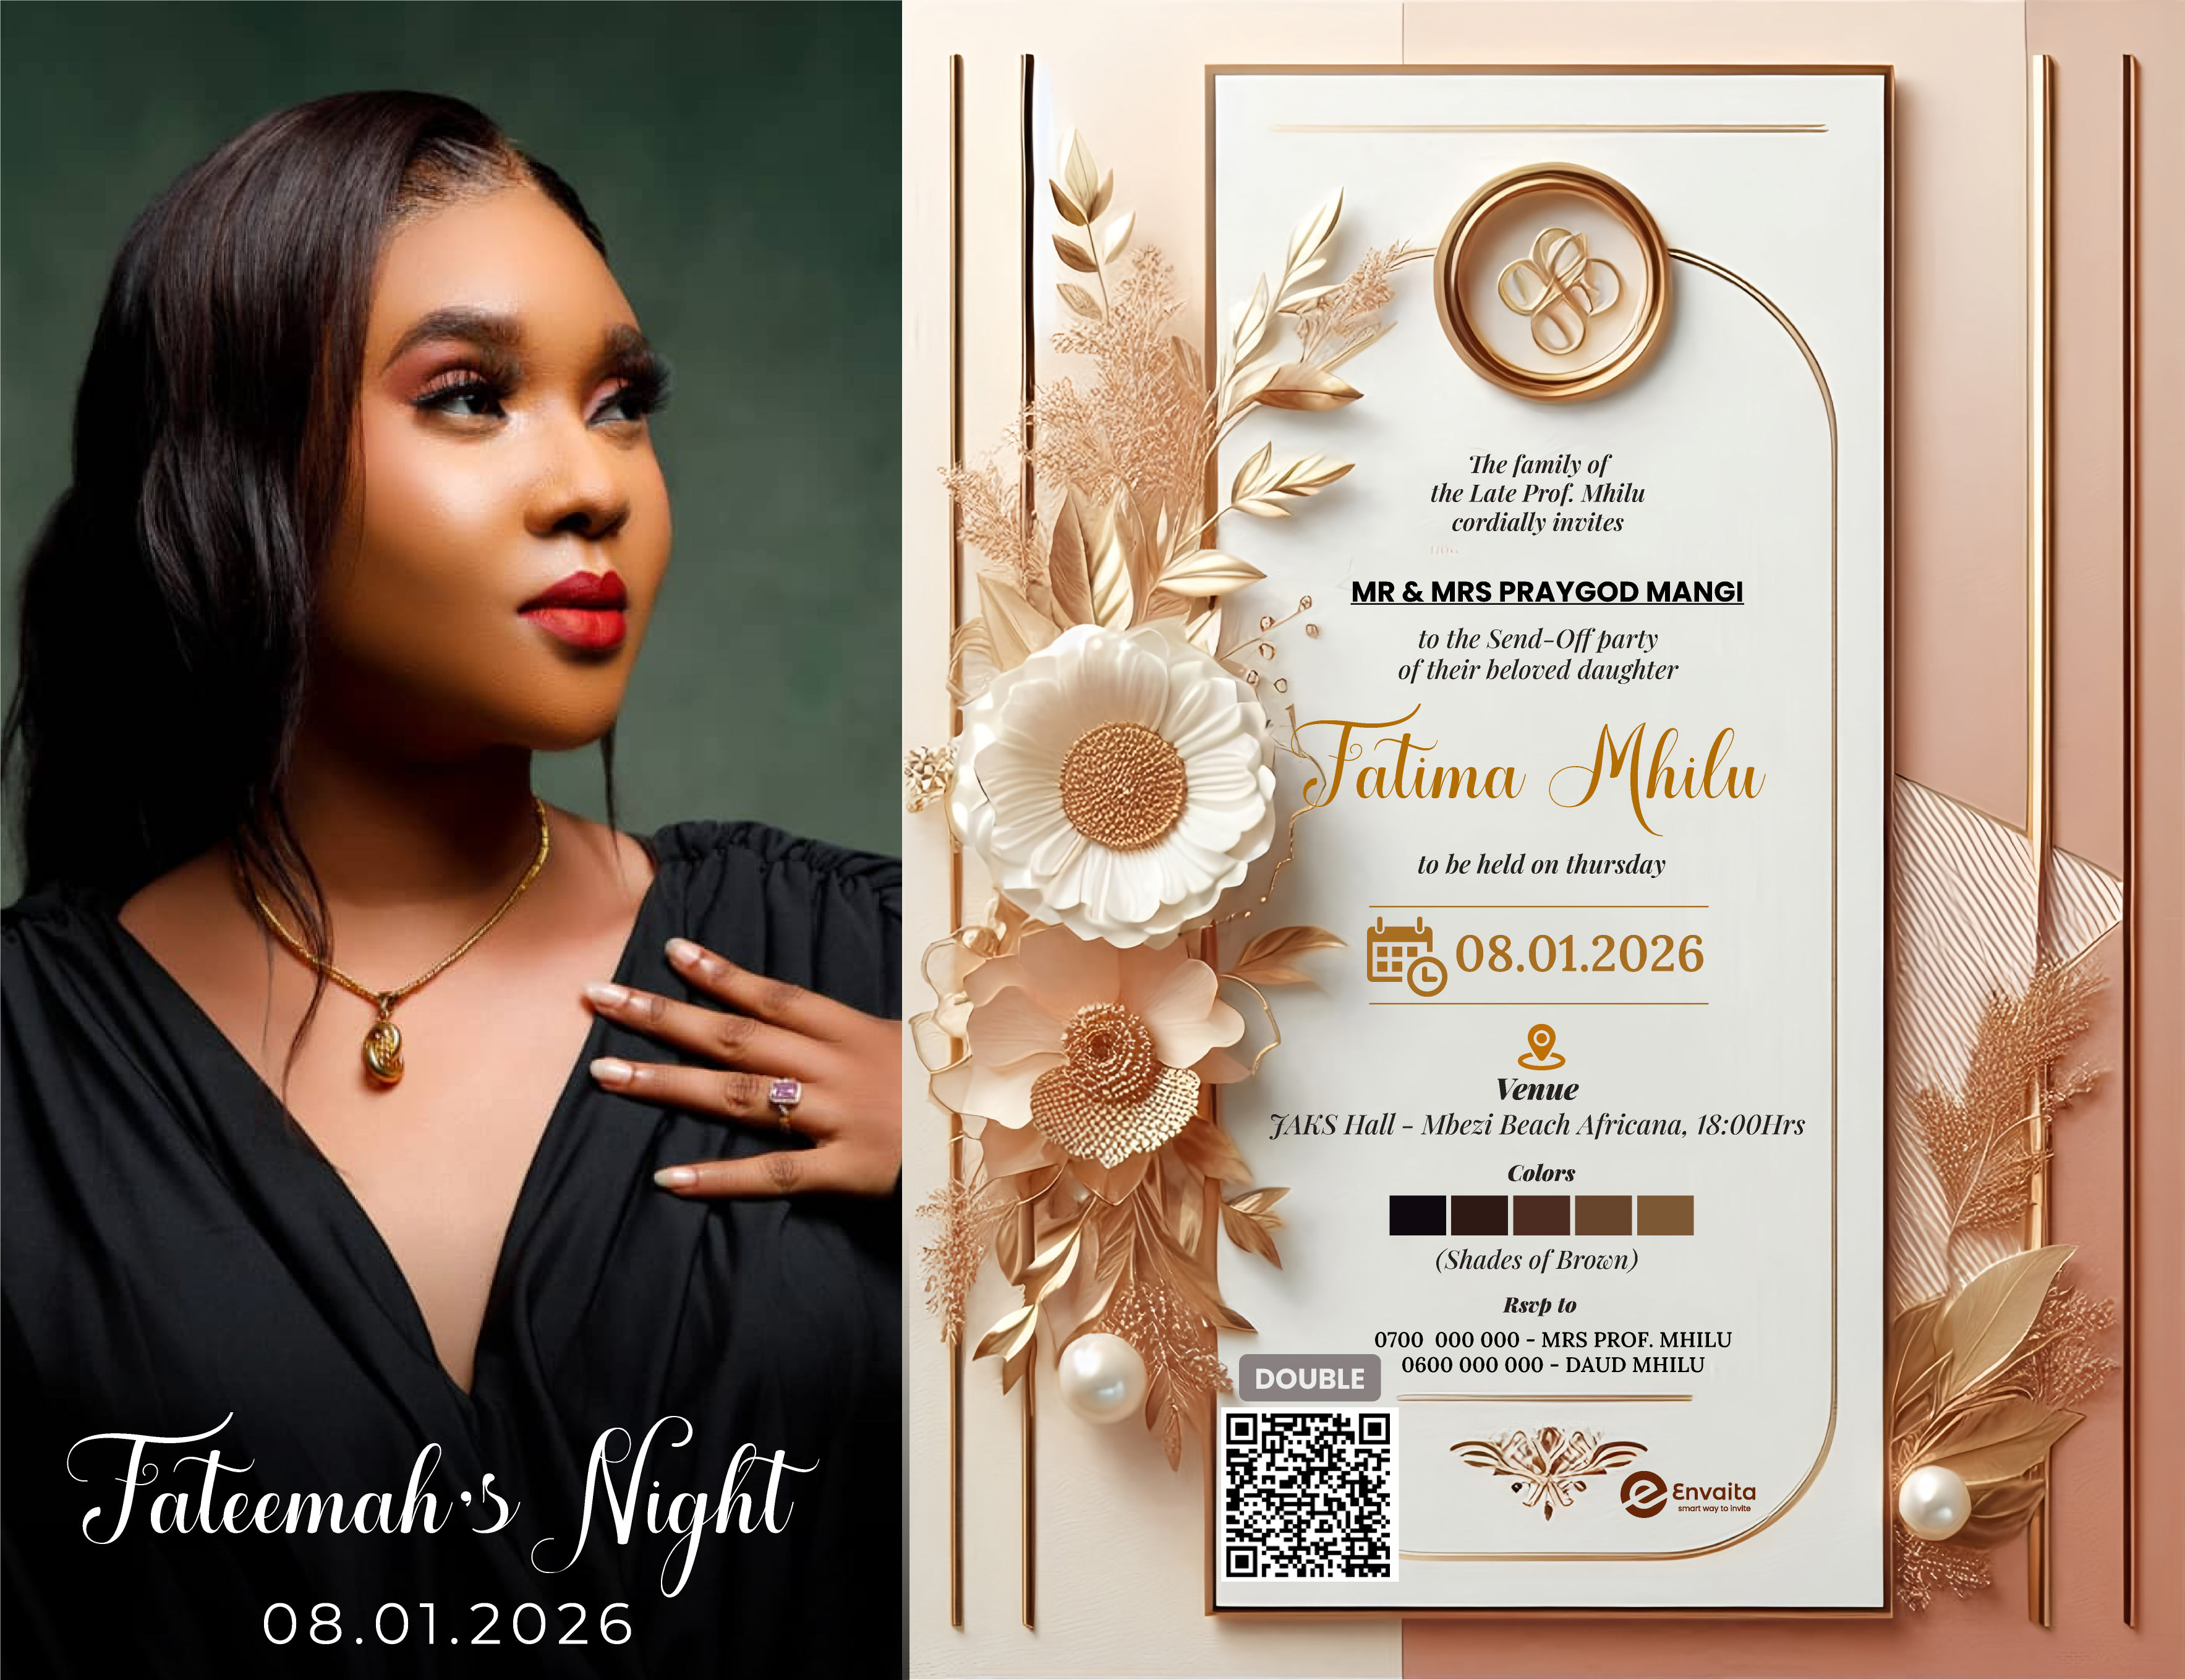 Fateemah's Night
08.01.2026
The family of
the Late Prof. Mhilu
cordially invites
MR & MRS PRAYGOD MANGI
to the Send-Off party
of their beloved daughter
Fatima Mhilu
to be held on thursday
08.01.2026
Venue
JAKS Hall - Mbezi Beach Africana, 18:00Hrs
Colors
(Shades of Brown)
Rsvp to
0700 000 000 - MRS PROF. MHILU
0600 000 000 - DAUD MHILU
DOUBLE
Envaita
smart way to invite